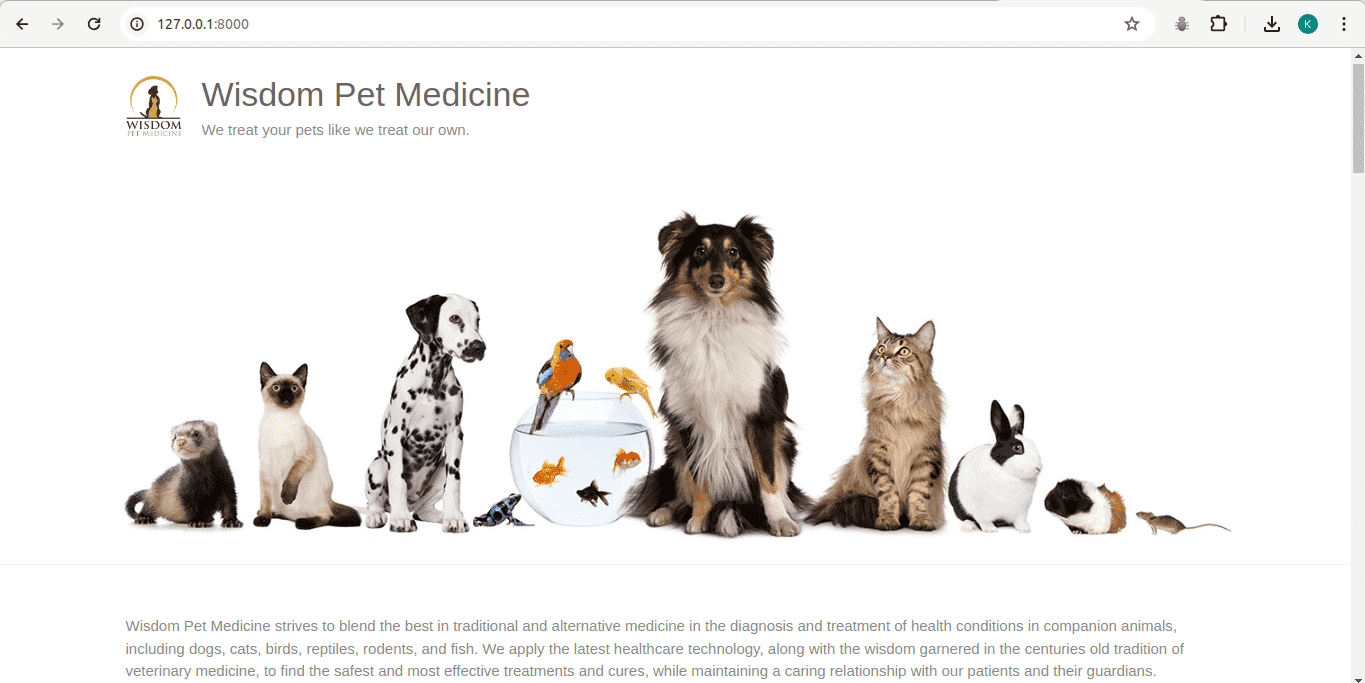 127.0.0.1:8000
K
Wisdom Pet Medicine
We treat your pets like we treat our own.
WISDOM
PET MEDICINE
Wisdom Pet Medicine strives to blend the best in traditional and alternative medicine in the diagnosis and treatment of health conditions in companion animals,
including dogs, cats, birds, reptiles, rodents, and fish. We apply the latest healthcare technology, along with the wisdom garnered in the centuries old tradition of
veterinary medicine, to find the safest and most effective treatments and cures, while maintaining a caring relationship with our patients and their guardians.